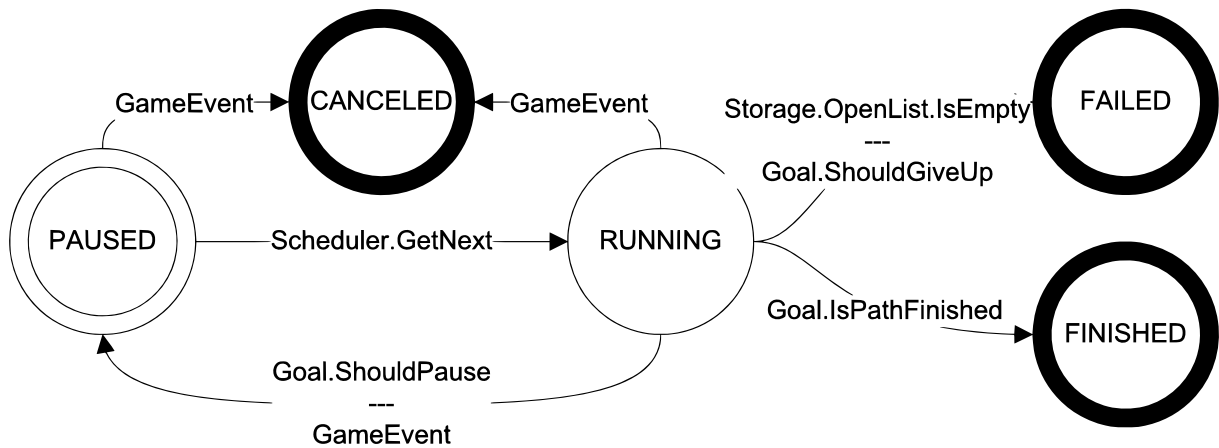 GameEvent
CANCELED
GameEvent
Storage.OpenList.IsEmpty
---
Goal.ShouldGiveUp
FAILED
PAUSED
Scheduler.GetNext
RUNNING
Goal.IsPathFinished
FINISHED
Goal.ShouldPause
---
GameEvent